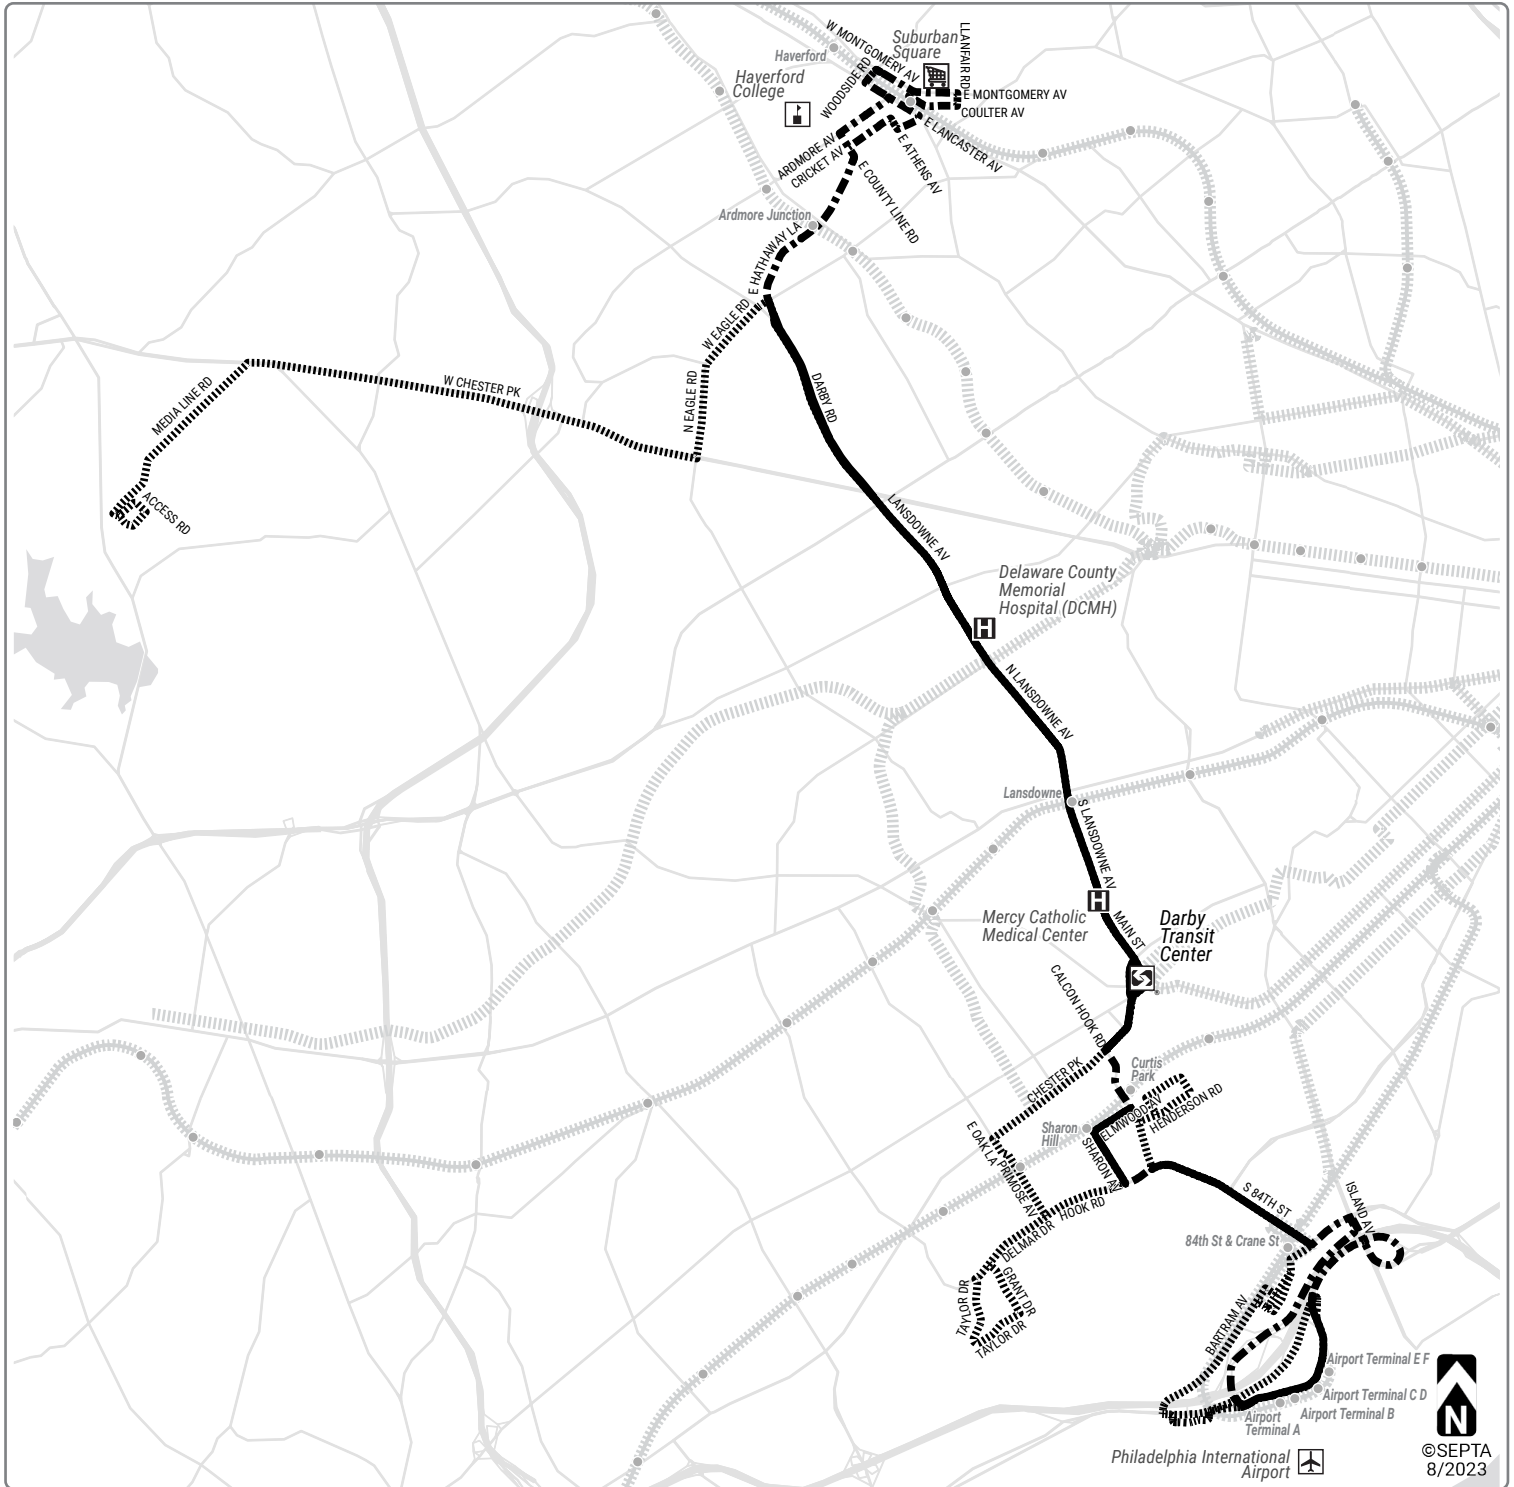 W MONTGOMERY AV
Suburban
Square
LLANFAIR RD
Haverford
Haverford
College
WOODSIDE RD
E MONTGOMERY AV
COULTER AV
E LANCASTER AV
ARDMORE AV
CRICKET AV
E ATHENS AV
E COUNTY LINE RD
Ardmore Junction
E HATHAWAY LA
W EAGLE RD
N EAGLE RD
DARBY RD
W CHESTER PK
MEDIA LINE RD
ACCESS RD
LANSDOWNE AV
Delaware County
Memorial
Hospital (DCMH)
H
N LANSDOWNE AV
Lansdowne
S LANSDOWNE AV
H
Mercy Catholic
Medical Center
MAIN ST
Darby
Transit
Center
CALCON HOOK RD
Curtis
Park
CHESTER PK
ELMWOOD AV
HENDERSON RD
Sharon
Hill
E OAK LA
PRIMOSE AV
SHARON AV
HOOK RD
DELMAR DR
GRANT DR
TAYLOR DR
TAYLOR DR
S 84TH ST
ISLAND AV
84th St & Crane St
BARTRAM AV
Airport Terminal E F
Airport Terminal C D
Airport Terminal B
Airport
Terminal A
Philadelphia International
Airport
N
©SEPTA
8/2023